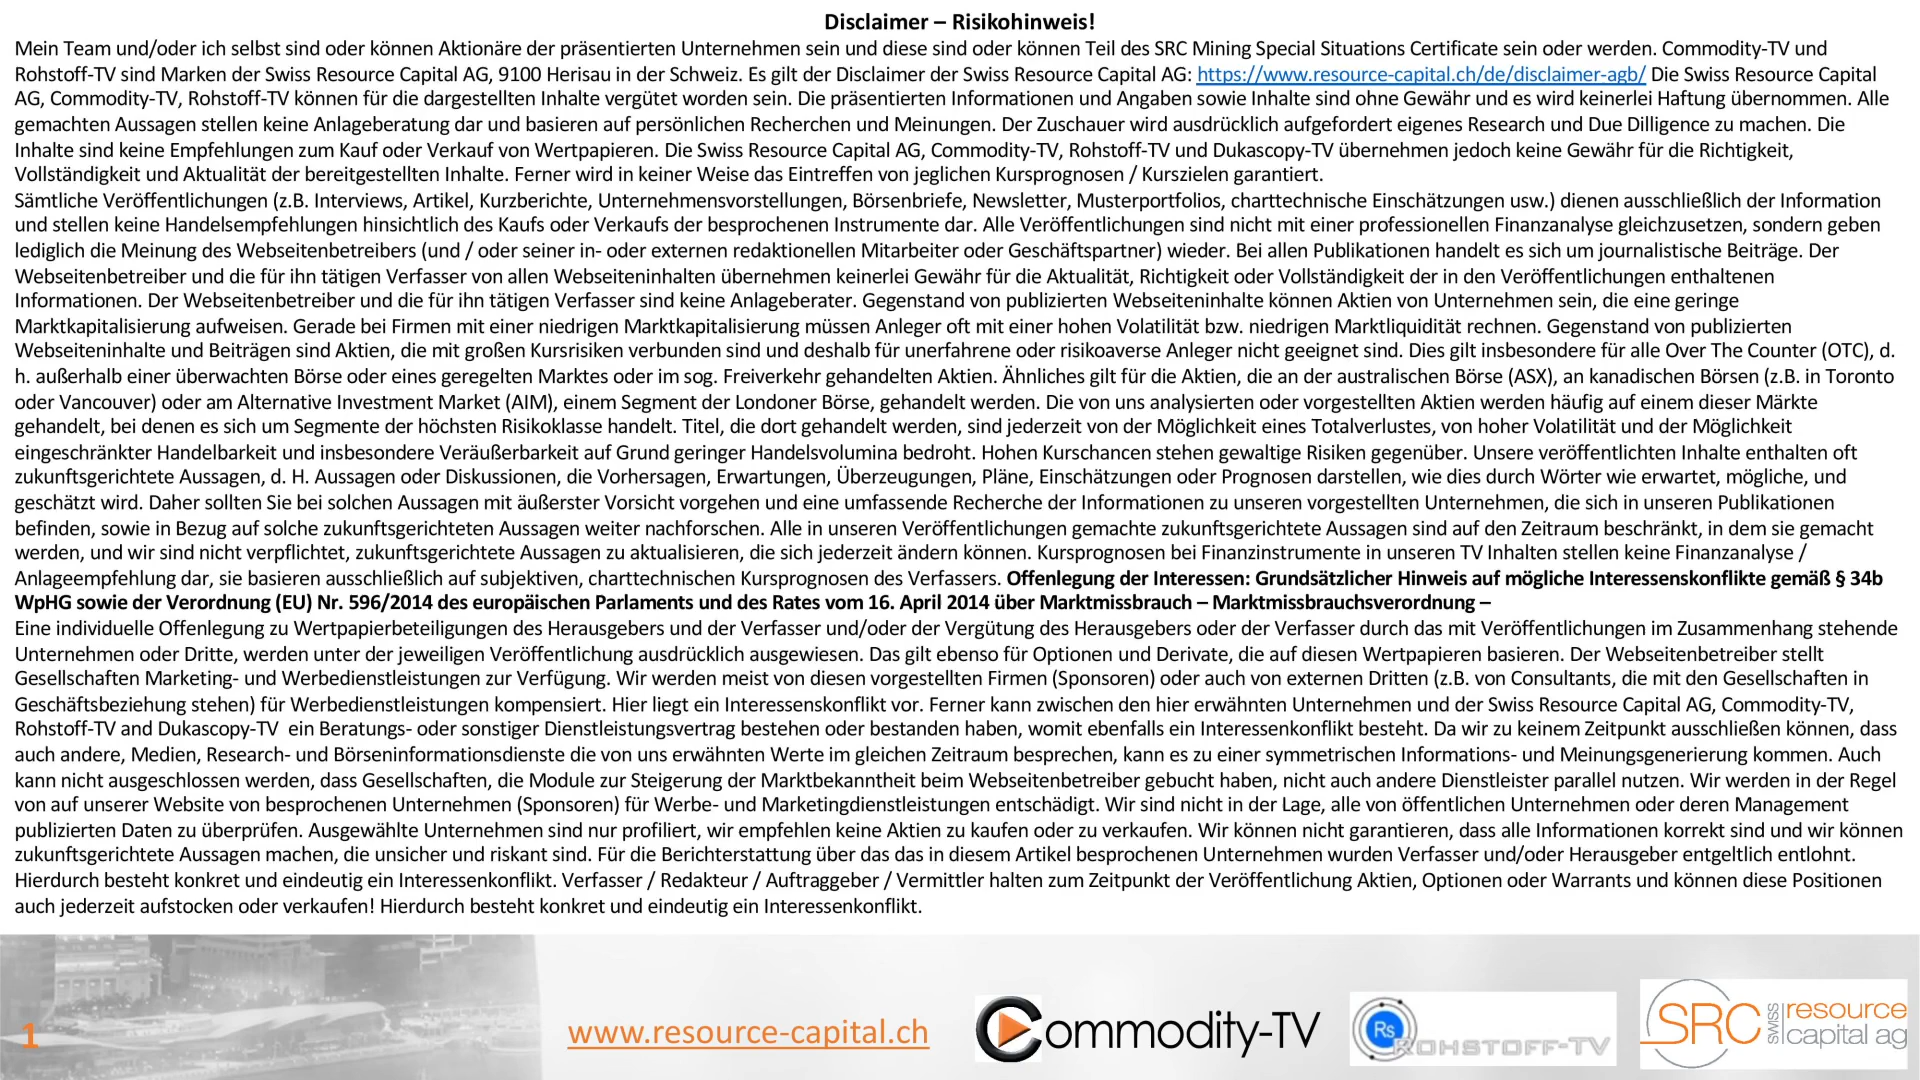 Disclaimer – Risikohinweis!
Mein Team und/oder ich selbst sind oder können Aktionäre der präsentierten Unternehmen sein und diese sind oder können Teil des SRC Mining Special Situations Certificate sein oder werden. Commodity-TV und
Rohstoff-TV sind Marken der Swiss Resource Capital AG, 9100 Herisau in der Schweiz. Es gilt der Disclaimer der Swiss Resource Capital AG: https://www.resource-capital.ch/de/disclaimer-agb/ Die Swiss Resource Capital
AG, Commodity-TV, Rohstoff-TV können für die dargestellten Inhalte vergütet worden sein. Die präsentierten Informationen und Angaben sowie Inhalte sind ohne Gewähr und es wird keinerlei Haftung übernommen. Alle
gemachten Aussagen stellen keine Anlageberatung dar und basieren auf persönlichen Recherchen und Meinungen. Der Zuschauer wird ausdrücklich aufgefordert eigenes Research und Due Dilligence zu machen. Die
Inhalte sind keine Empfehlungen zum Kauf oder Verkauf von Wertpapieren. Die Swiss Resource Capital AG, Commodity-TV, Rohstoff-TV und Dukascopy-TV übernehmen jedoch keine Gewähr für die Richtigkeit,
Vollständigkeit und Aktualität der bereitgestellten Inhalte. Ferner wird in keiner Weise das Eintreffen von jeglichen Kursprognosen / Kurszielen garantiert.
Sämtliche Veröffentlichungen (z.B. Interviews, Artikel, Kurzberichte, Unternehmensvorstellungen, Börsenbriefe, Newsletter, Musterportfolios, charttechnische Einschätzungen usw.) dienen ausschließlich der Information
und stellen keine Handelsempfehlungen hinsichtlich des Kaufs oder Verkaufs der besprochenen Instrumente dar. Alle Veröffentlichungen sind nicht mit einer professionellen Finanzanalyse gleichzusetzen, sondern geben
lediglich die Meinung des Webseitenbetreibers (und / oder seiner in- oder externen redaktionellen Mitarbeiter oder Geschäftspartner) wieder. Bei allen Publikationen handelt es sich um journalistische Beiträge. Der
Webseitenbetreiber und die für ihn tätigen Verfasser von allen Webseiteninhalten übernehmen keinerlei Gewähr für die Aktualität, Richtigkeit oder Vollständigkeit der in den Veröffentlichungen enthaltenen
Informationen. Der Webseitenbetreiber und die für ihn tätigen Verfasser sind keine Anlageberater. Gegenstand von publizierten Webseiteninhalte können Aktien von Unternehmen sein, die eine geringe
Marktkapitalisierung aufweisen. Gerade bei Firmen mit einer niedrigen Marktkapitalisierung müssen Anleger oft mit einer hohen Volatilität bzw. niedrigen Marktliquidität rechnen. Gegenstand von publizierten
Webseiteninhalte und Beiträgen sind Aktien, die mit großen Kursrisiken verbunden sind und deshalb für unerfahrene oder risikoaverse Anleger nicht geeignet sind. Dies gilt insbesondere für alle Over The Counter (OTC), d.
h. außerhalb einer überwachten Börse oder eines geregelten Marktes oder im sog. Freiverkehr gehandelten Aktien. Ähnliches gilt für die Aktien, die an der australischen Börse (ASX), an kanadischen Börsen (z.B. in Toronto
oder Vancouver) oder am Alternative Investment Market (AIM), einem Segment der Londoner Börse, gehandelt werden. Die von uns analysierten oder vorgestellten Aktien werden häufig auf einem dieser Märkte
gehandelt, bei denen es sich um Segmente der höchsten Risikoklasse handelt. Titel, die dort gehandelt werden, sind jederzeit von der Möglichkeit eines Totalverlustes, von hoher Volatilität und der Möglichkeit
eingeschränkter Handelbarkeit und insbesondere Veräußerbarkeit auf Grund geringer Handelsvolumina bedroht. Hohen Kurschancen stehen gewaltige Risiken gegenüber. Unsere veröffentlichten Inhalte enthalten oft
zukunftsgerichtete Aussagen, d. H. Aussagen oder Diskussionen, die Vorhersagen, Erwartungen, Überzeugungen, Pläne, Einschätzungen oder Prognosen darstellen, wie dies durch Wörter wie erwartet, mögliche, und
geschätzt wird. Daher sollten Sie bei solchen Aussagen mit äußerster Vorsicht vorgehen und eine umfassende Recherche der Informationen zu unseren vorgestellten Unternehmen, die sich in unseren Publikationen
befinden, sowie in Bezug auf solche zukunftsgerichteten Aussagen weiter nachforschen. Alle in unseren Veröffentlichungen gemachte zukunftsgerichtete Aussagen sind auf den Zeitraum beschränkt, in dem sie gemacht
werden, und wir sind nicht verpflichtet, zukunftsgerichtete Aussagen zu aktualisieren, die sich jederzeit ändern können. Kursprognosen bei Finanzinstrumente in unseren TV Inhalten stellen keine Finanzanalyse /
Anlageempfehlung dar, sie basieren ausschließlich auf subjektiven, charttechnischen Kursprognosen des Verfassers. Offenlegung der Interessen: Grundsätzlicher Hinweis auf mögliche Interessenskonflikte gemäß § 34b
WpHG sowie der Verordnung (EU) Nr. 596/2014 des europäischen Parlaments und des Rates vom 16. April 2014 über Marktmissbrauch – Marktmissbrauchsverordnung –
Eine individuelle Offenlegung zu Wertpapierbeteiligungen des Herausgebers und der Verfasser und/oder der Vergütung des Herausgebers oder der Verfasser durch das mit Veröffentlichungen im Zusammenhang stehende
Unternehmen oder Dritte, werden unter der jeweiligen Veröffentlichung ausdrücklich ausgewiesen. Das gilt ebenso für Optionen und Derivate, die auf diesen Wertpapieren basieren. Der Webseitenbetreiber stellt
Gesellschaften Marketing- und Werbedienstleistungen zur Verfügung. Wir werden meist von diesen vorgestellten Firmen (Sponsoren) oder auch von externen Dritten (z.B. von Consultants, die mit den Gesellschaften in
Geschäftsbeziehung stehen) für Werbedienstleistungen kompensiert. Hier liegt ein Interessenskonflikt vor. Ferner kann zwischen den hier erwähnten Unternehmen und der Swiss Resource Capital AG, Commodity-TV,
Rohstoff-TV and Dukascopy-TV  ein Beratungs- oder sonstiger Dienstleistungsvertrag bestehen oder bestanden haben, womit ebenfalls ein Interessenkonflikt besteht. Da wir zu keinem Zeitpunkt ausschließen können, dass
auch andere, Medien, Research- und Börseninformationsdienste die von uns erwähnten Werte im gleichen Zeitraum besprechen, kann es zu einer symmetrischen Informations- und Meinungsgenerierung kommen. Auch
kann nicht ausgeschlossen werden, dass Gesellschaften, die Module zur Steigerung der Marktbekanntheit beim Webseitenbetreiber gebucht haben, nicht auch andere Dienstleister parallel nutzen. Wir werden in der Regel
von auf unserer Website von besprochenen Unternehmen (Sponsoren) für Werbe- und Marketingdienstleistungen entschädigt. Wir sind nicht in der Lage, alle von öffentlichen Unternehmen oder deren Management
publizierten Daten zu überprüfen. Ausgewählte Unternehmen sind nur profiliert, wir empfehlen keine Aktien zu kaufen oder zu verkaufen. Wir können nicht garantieren, dass alle Informationen korrekt sind und wir können
zukunftsgerichtete Aussagen machen, die unsicher und riskant sind. Für die Berichterstattung über das das in diesem Artikel besprochenen Unternehmen wurden Verfasser und/oder Herausgeber entgeltlich entlohnt.
Hierdurch besteht konkret und eindeutig ein Interessenkonflikt. Verfasser / Redakteur / Auftraggeber / Vermittler halten zum Zeitpunkt der Veröffentlichung Aktien, Optionen oder Warrants und können diese Positionen
auch jederzeit aufstocken oder verkaufen! Hierdurch besteht konkret und eindeutig ein Interessenkonflikt.
1
www.resource-capital.ch
Commodity-TV
Rs
ROHSTOFF-TV
SRC
SWISS
resource
capital ag